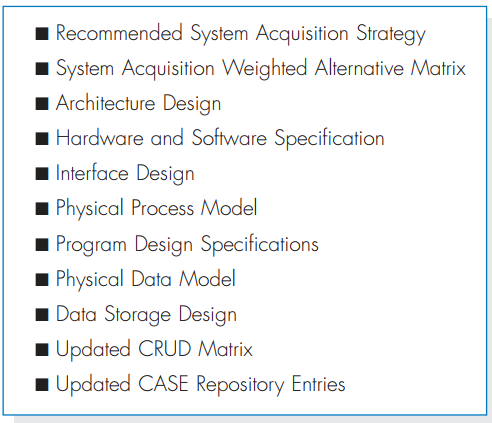 ■ Recommended System Acquisition Strategy
■ System Acquisition Weighted Alternative Matrix
■ Architecture Design
■ Hardware and Software Specification
■ Interface Design
■ Physical Process Model
■ Program Design Specifications
■ Physical Data Model
■ Data Storage Design
■ Updated CRUD Matrix
■ Updated CASE Repository Entries